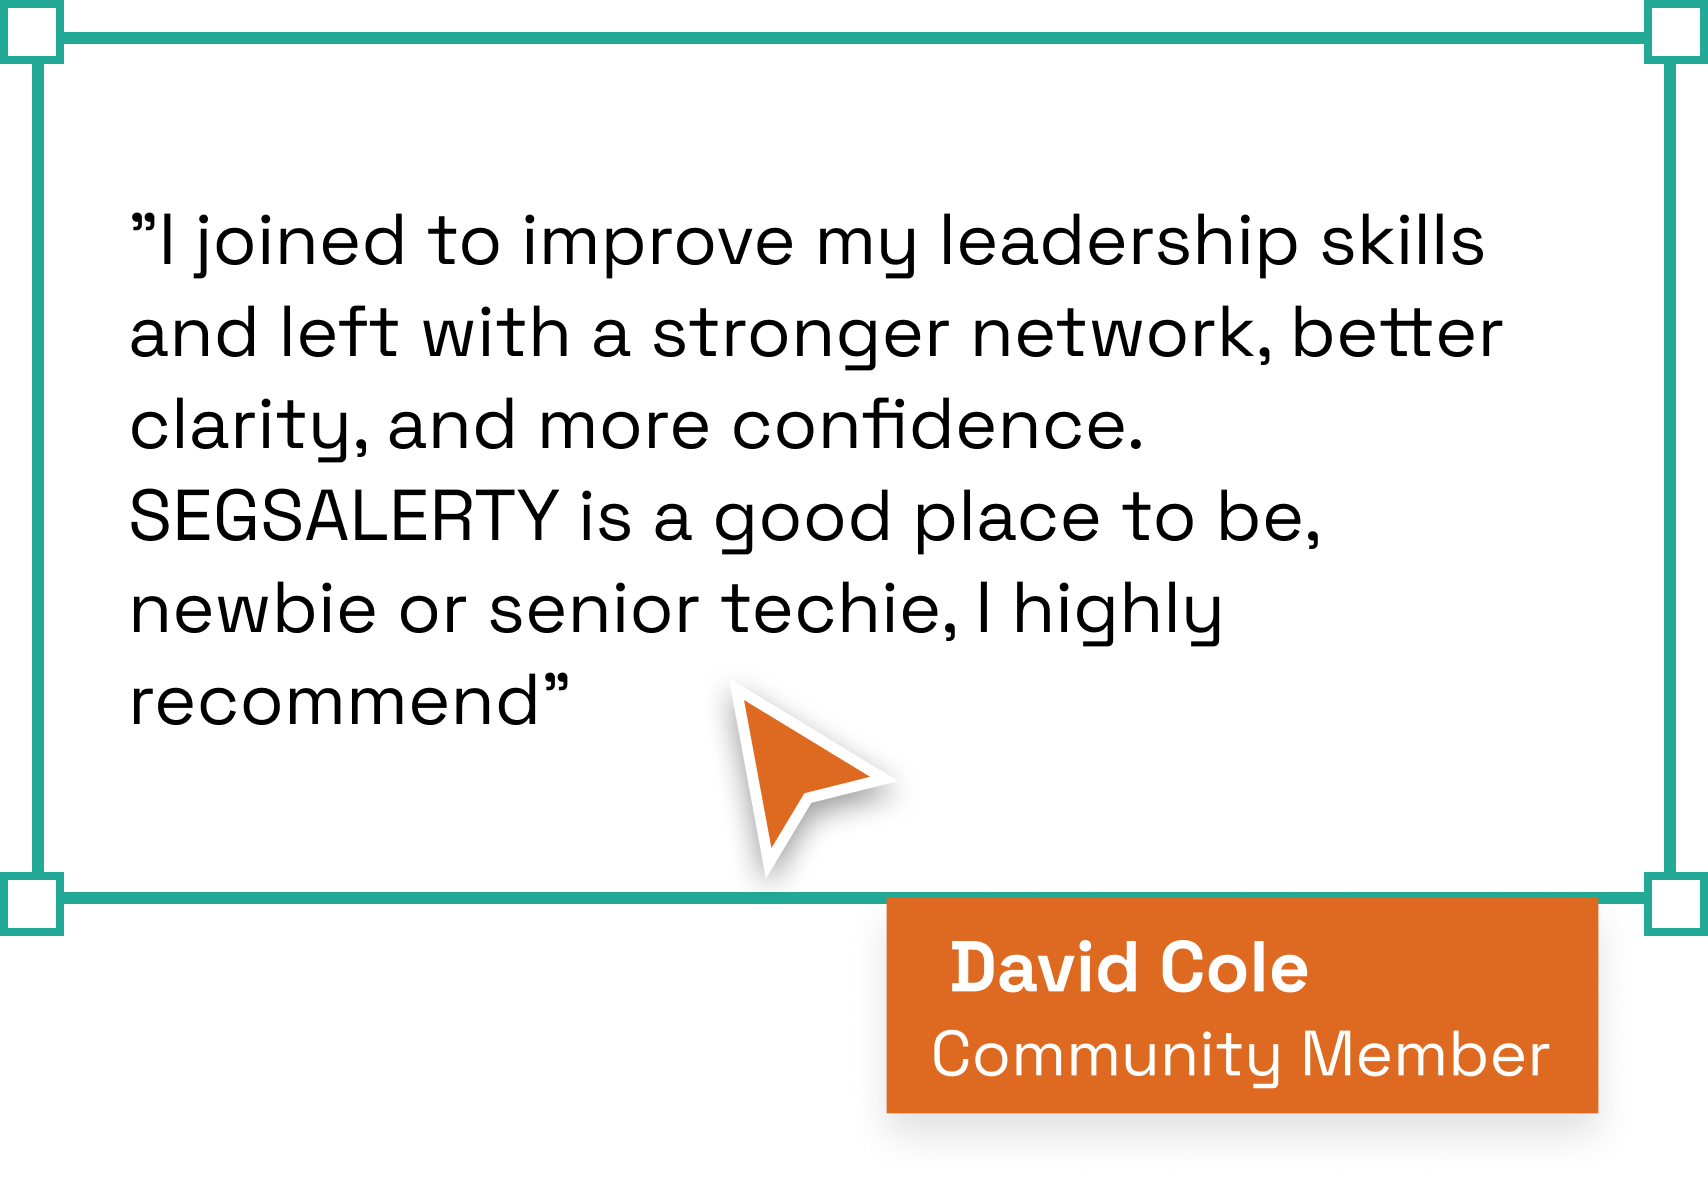 ”I joined to improve my leadership skills
and left with a stronger network, better
clarity, and more confidence.
SEGSALERTY is a good place to be,
newbie or senior techie, I highly
recommend”
David Cole
Community Member